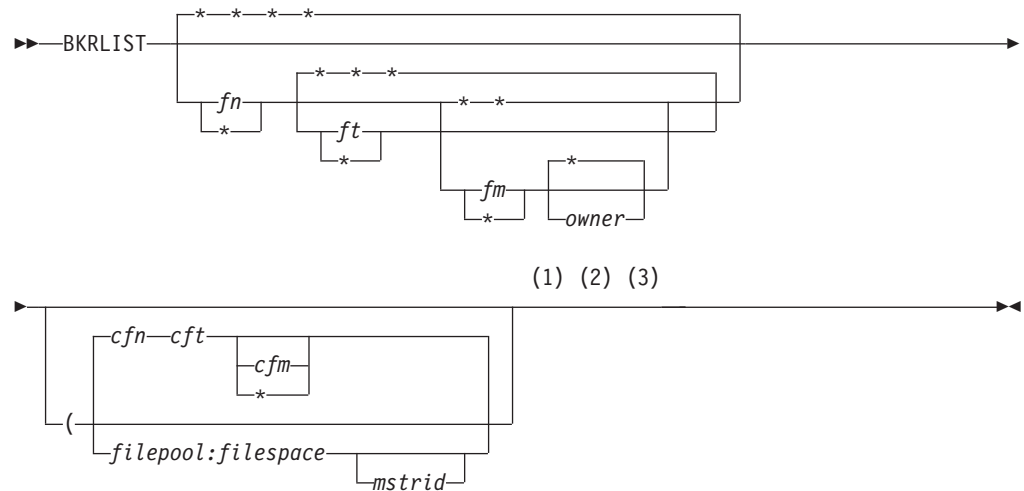 * * * *
BKRLIST
* * *
fn * *
* ft
*
*
fm
* owner
(1) (2) (3)
cfn cft
cfm
*
(
filepool:filespace
mstrid